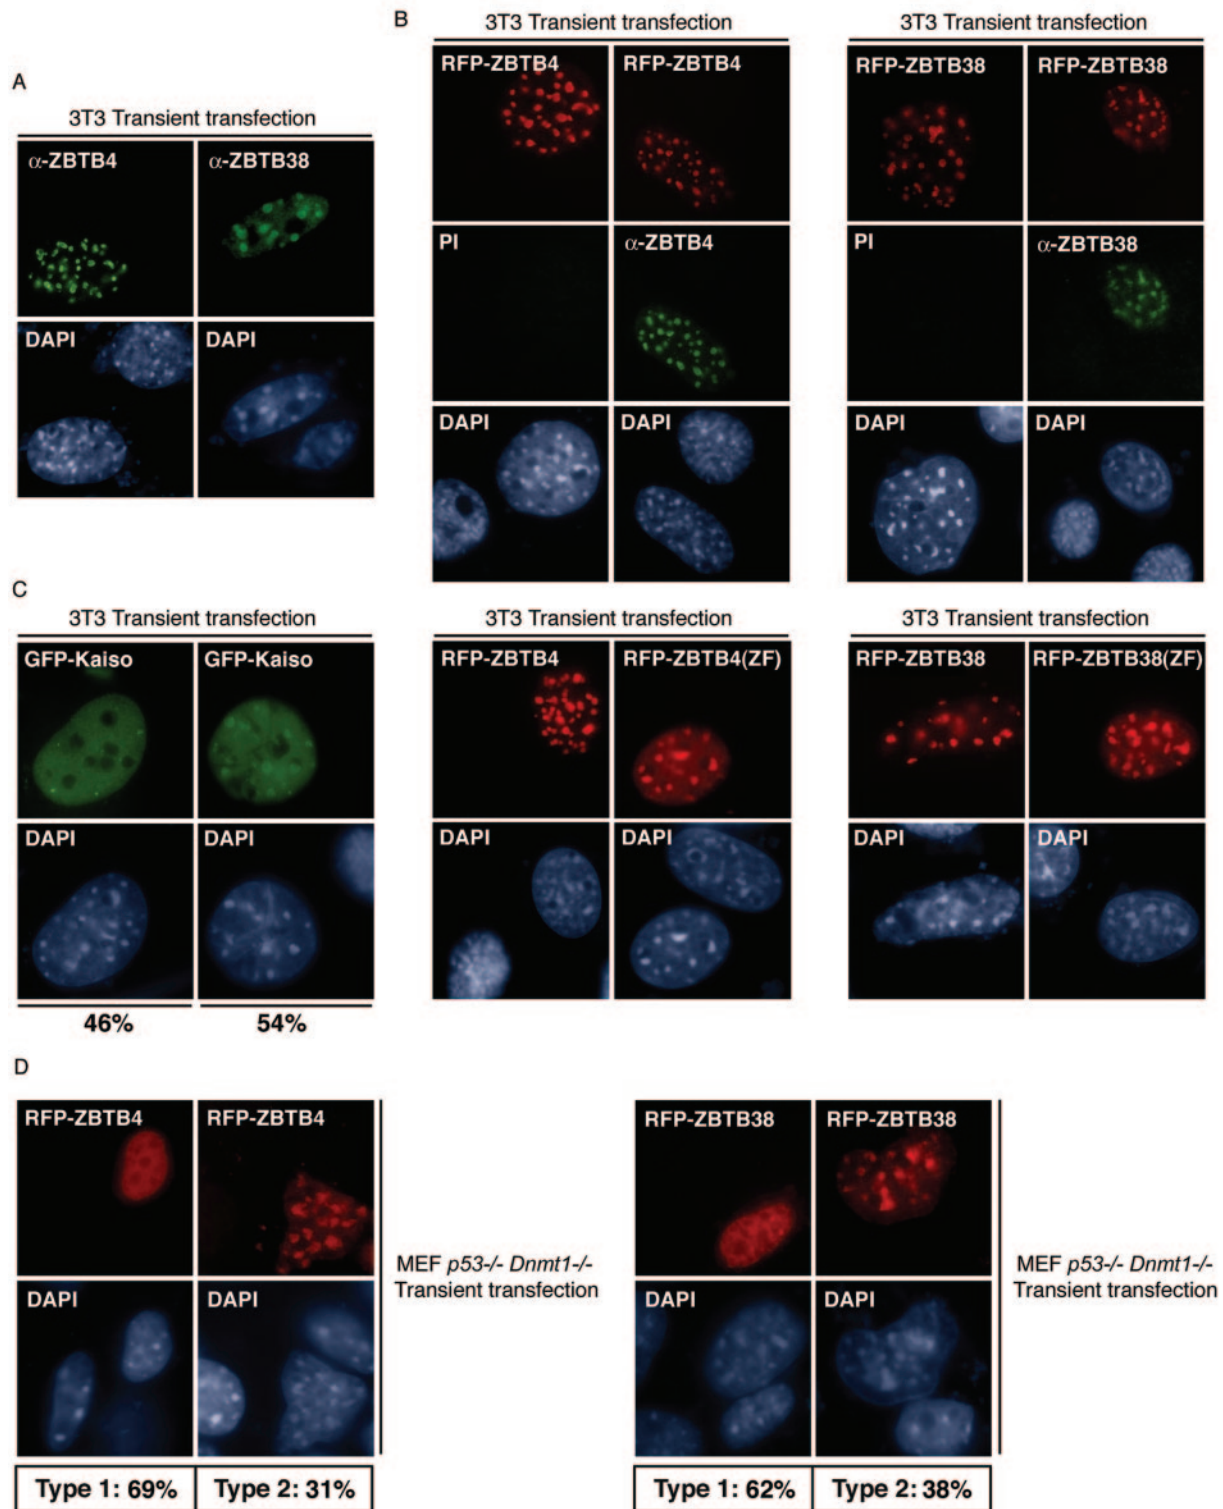 A
3T3 Transient transfection
α-ZBTB4 α-ZBTB38
DAPI DAPI
B
3T3 Transient transfection 3T3 Transient transfection
RFP-ZBTB4 RFP-ZBTB4 RFP-ZBTB38 RFP-ZBTB38
PI α-ZBTB4 PI α-ZBTB38
DAPI DAPI DAPI DAPI
C
3T3 Transient transfection 3T3 Transient transfection 3T3 Transient transfection
GFP-Kaiso GFP-Kaiso RFP-ZBTB4 RFP-ZBTB4(ZF) RFP-ZBTB38 RFP-ZBTB38(ZF)
DAPI DAPI DAPI DAPI DAPI DAPI
46% 54%
D
RFP-ZBTB4 RFP-ZBTB4 RFP-ZBTB38 RFP-ZBTB38
MEF p53-/- Dnmt1-/- MEF p53-/- Dnmt1-/-
Transient transfection Transient transfection
DAPI DAPI DAPI DAPI
Type 1: 69% Type 2: 31% Type 1: 62% Type 2: 38%